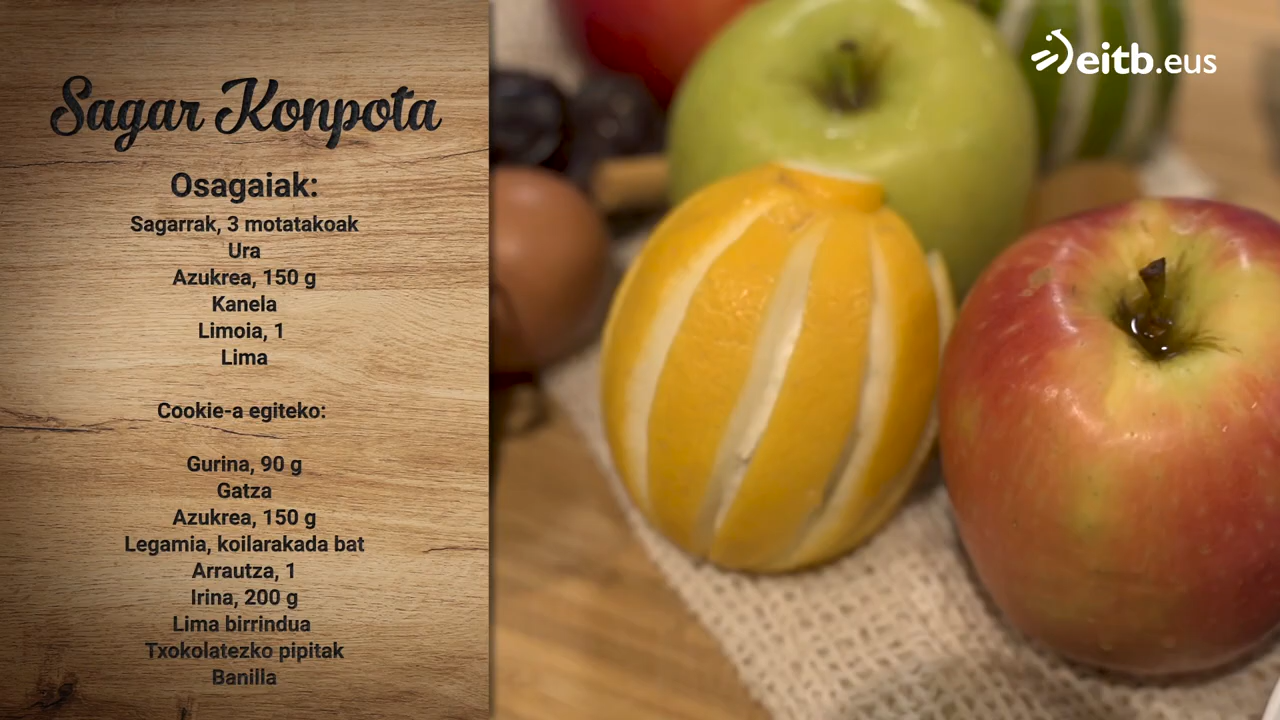 Sagar Konpota
Osagaiak:
Sagarrak, 3 motatakoak
Ura
Azukrea, 150 g
Kanela
Limoia, 1
Lima
Cookie-a egiteko:
Gurina, 90 g
Gatza
Azukrea, 150 g
Legamia, koilarakada bat
Arrautza, 1
Irina, 200 g
Lima birrindua
Txokolatezko pipitak
Banilla
eitb.eus